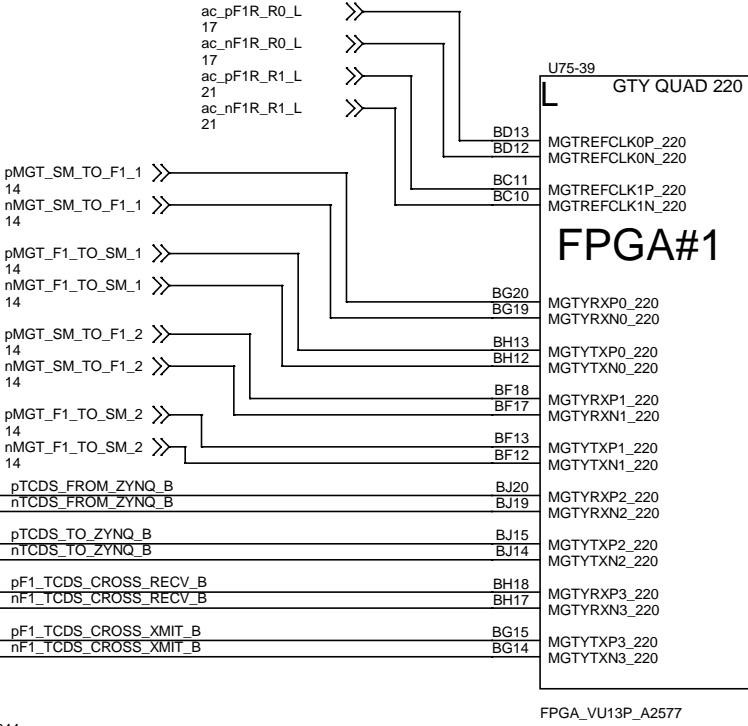 ac_pF1R_R0_L
17
ac_nF1R_R0_L
17
ac_pF1R_R1_L
21
ac_nF1R_R1_L
21
U75-39
L GTY QUAD 220
BD13 MGTREFCLK0P_220
BD12 MGTREFCLK0N_220
BC11 MGTREFCLK1P_220
BC10 MGTREFCLK1N_220
FPGA#1
pMGT_SM_TO_F1_1
14
nMGT_SM_TO_F1_1
14
pMGT_F1_TO_SM_1
14
nMGT_F1_TO_SM_1
14
pMGT_SM_TO_F1_2
14
nMGT_SM_TO_F1_2
14
pMGT_F1_TO_SM_2
14
nMGT_F1_TO_SM_2
14
BG20 MGTYRXP0_220
BG19 MGTYRXN0_220
BH13 MGTYTXP0_220
BH12 MGTYTXN0_220
BF18 MGTYRXP1_220
BF17 MGTYRXN1_220
BF13 MGTYTXP1_220
BF12 MGTYTXN1_220
pTCDS_FROM_ZYNQ_B BJ20 MGTYRXP2_220
nTCDS_FROM_ZYNQ_B BJ19 MGTYRXN2_220
pTCDS_TO_ZYNQ_B BJ15 MGTYTXP2_220
nTCDS_TO_ZYNQ_B BJ14 MGTYTXN2_220
pF1_TCDS_CROSS_RECV_B BH18 MGTYRXP3_220
nF1_TCDS_CROSS_RECV_B BH17 MGTYRXN3_220
pF1_TCDS_CROSS_XMIT_B BG15 MGTYTXP3_220
nF1_TCDS_CROSS_XMIT_B BG14 MGTYTXN3_220
FPGA_VU13P_A2577